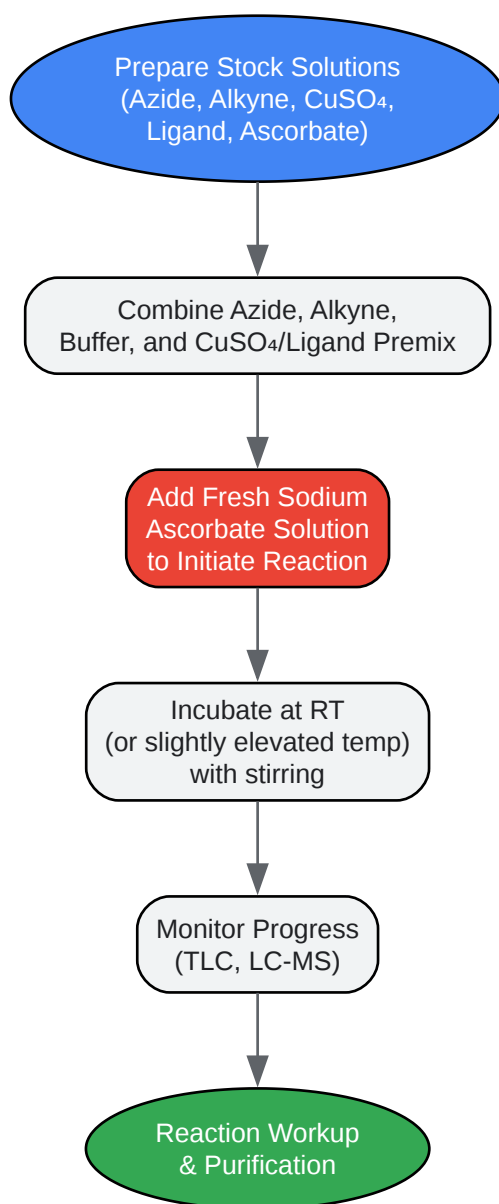 Prepare Stock Solutions
(Azide, Alkyne, CuSO₄,
Ligand, Ascorbate)
Combine Azide, Alkyne,
Buffer, and CuSO₄/Ligand Premix
Add Fresh Sodium
Ascorbate Solution
to Initiate Reaction
Incubate at RT
(or slightly elevated temp)
with stirring
Monitor Progress
(TLC, LC-MS)
Reaction Workup
& Purification